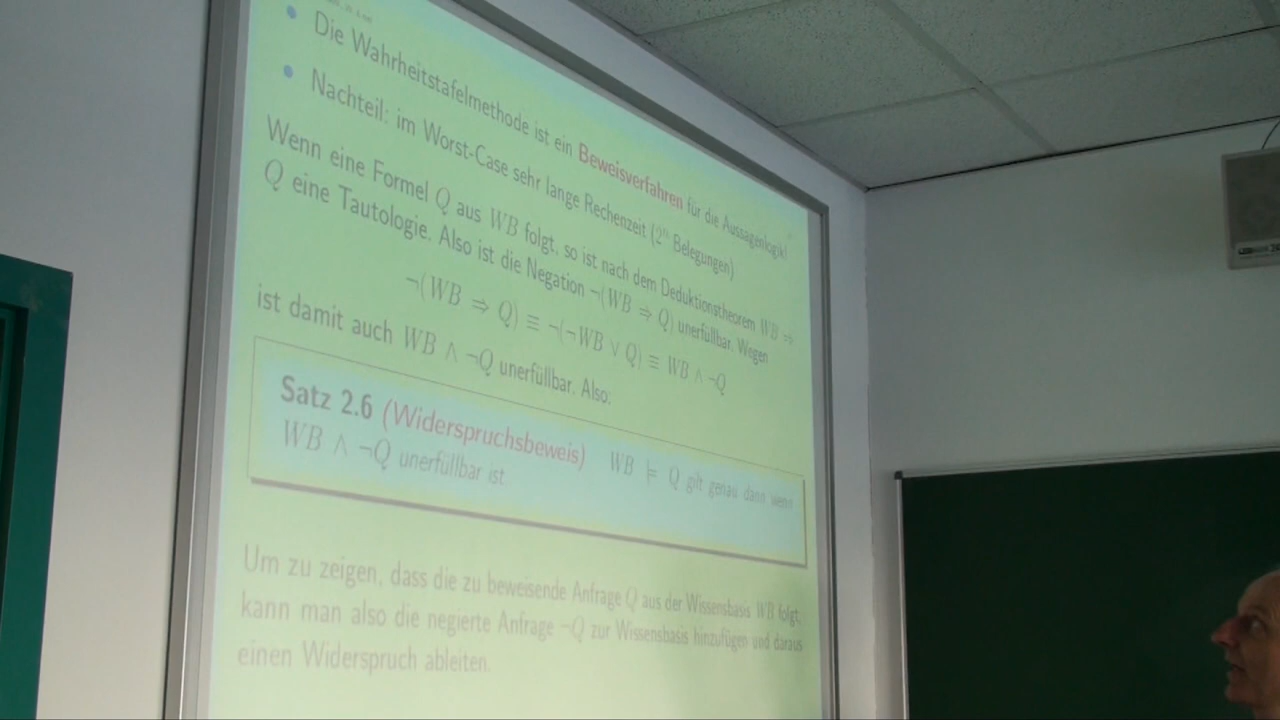 • Die Wahrheitstafelmethode ist ein Beweisverfahren für die Aussagenlogik!
• Nachteil: im Worst-Case sehr lange Rechenzeit (2ⁿ Belegungen)
Wenn eine Formel Q aus WB folgt, so ist nach dem Deduktionstheorem WB ⇒
Q eine Tautologie. Also ist die Negation ¬(WB ⇒ Q) unerfüllbar. Wegen
¬(WB ⇒ Q) ≡ ¬(¬WB ∨ Q) ≡ WB ∧ ¬Q
ist damit auch WB ∧ ¬Q unerfüllbar. Also:
Satz 2.6 (Widerspruchsbeweis) WB ⊨ Q gilt genau dann wenn
WB ∧ ¬Q unerfüllbar ist.
Um zu zeigen, dass die zu beweisende Anfrage Q aus der Wissensbasis WB folgt,
kann man also die negierte Anfrage ¬Q zur Wissensbasis hinzufügen und daraus
einen Widerspruch ableiten.